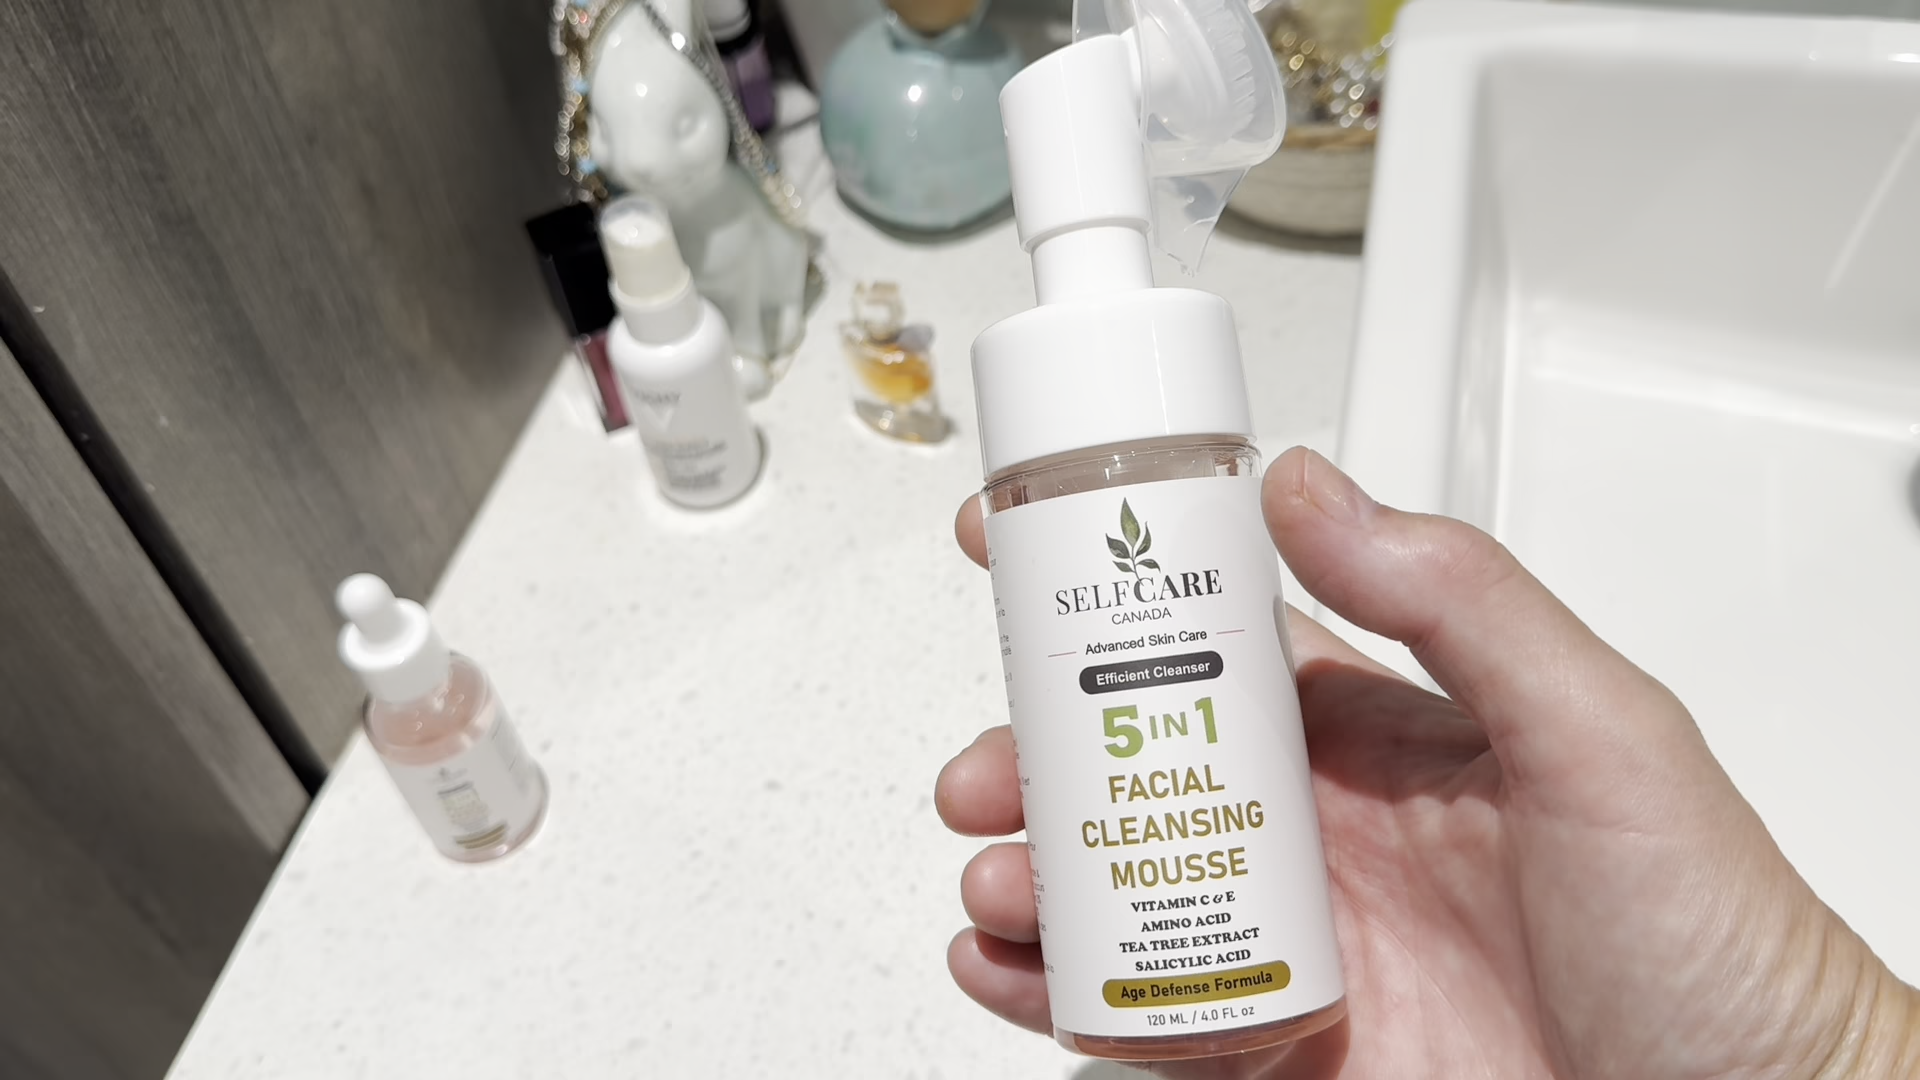 SELFCARE
CANADA
Advanced Skin Care
Efficient Cleanser
5 IN 1
FACIAL
CLEANSING
MOUSSE
VITAMIN C & E
AMINO ACID
TEA TREE EXTRACT
SALICYLIC ACID
Age Defense Formula
120 ML / 4.0 FL oz